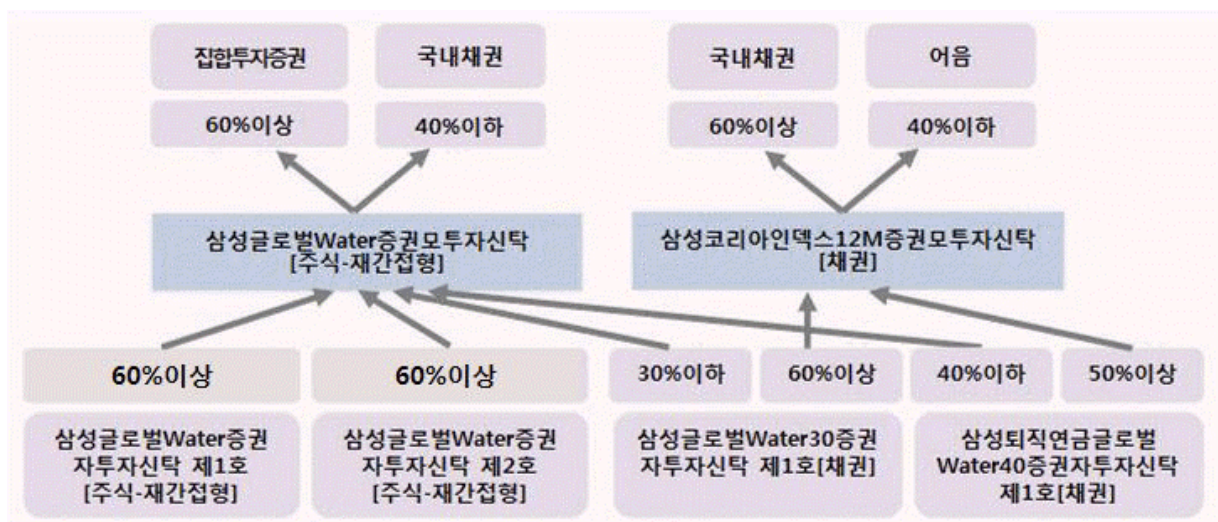 집합투자증권 국내채권 국내채권 어음
60%이상 40%이하 60%이상 40%이하
삼성글로벌Water증권모투자신탁
[주식-재간접형]
삼성코리아인덱스12M증권모투자신탁
[채권]
60%이상 60%이상 30%이하 60%이상 40%이하 50%이상
삼성글로벌Water증권
자투자신탁 제1호
[주식-재간접형]
삼성글로벌Water증권
자투자신탁 제2호
[주식-재간접형]
삼성글로벌Water30증권
자투자신탁 제1호[채권]
삼성퇴직연금글로벌
Water40증권자투자신탁
제1호[채권]